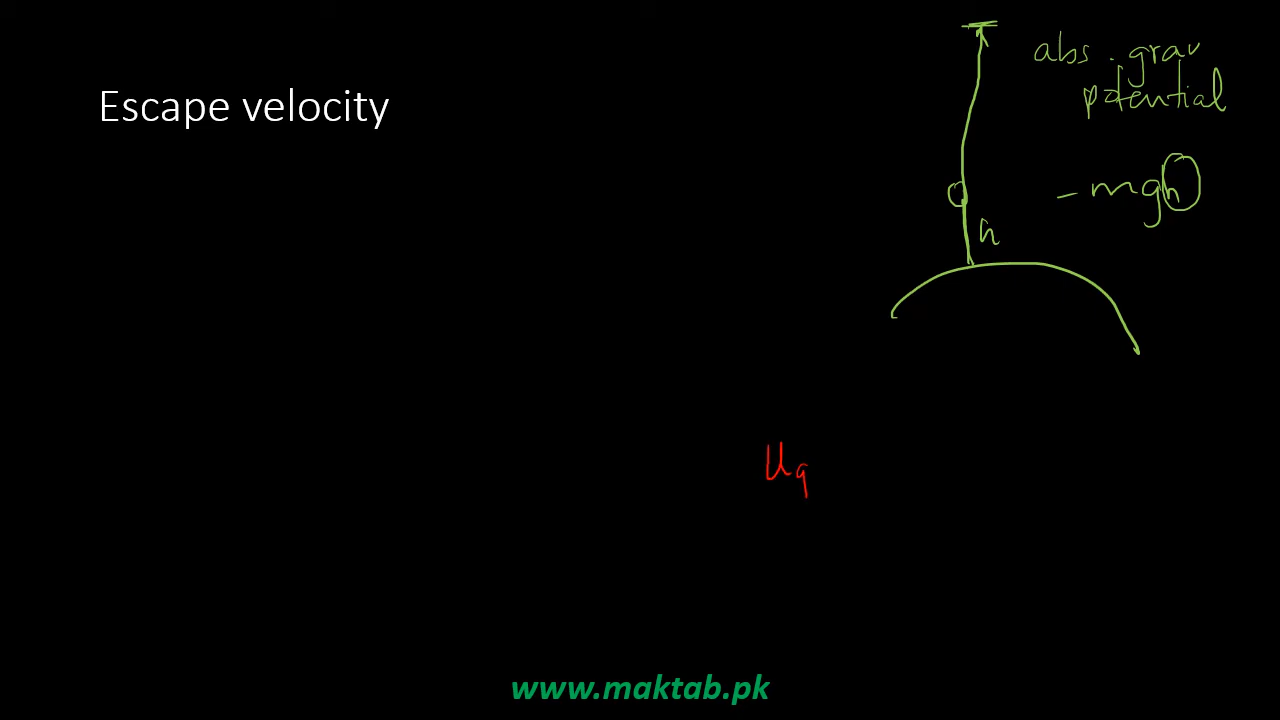 Escape velocity
abs. grav
potential
- mgh
h
Ug
www.maktab.pk